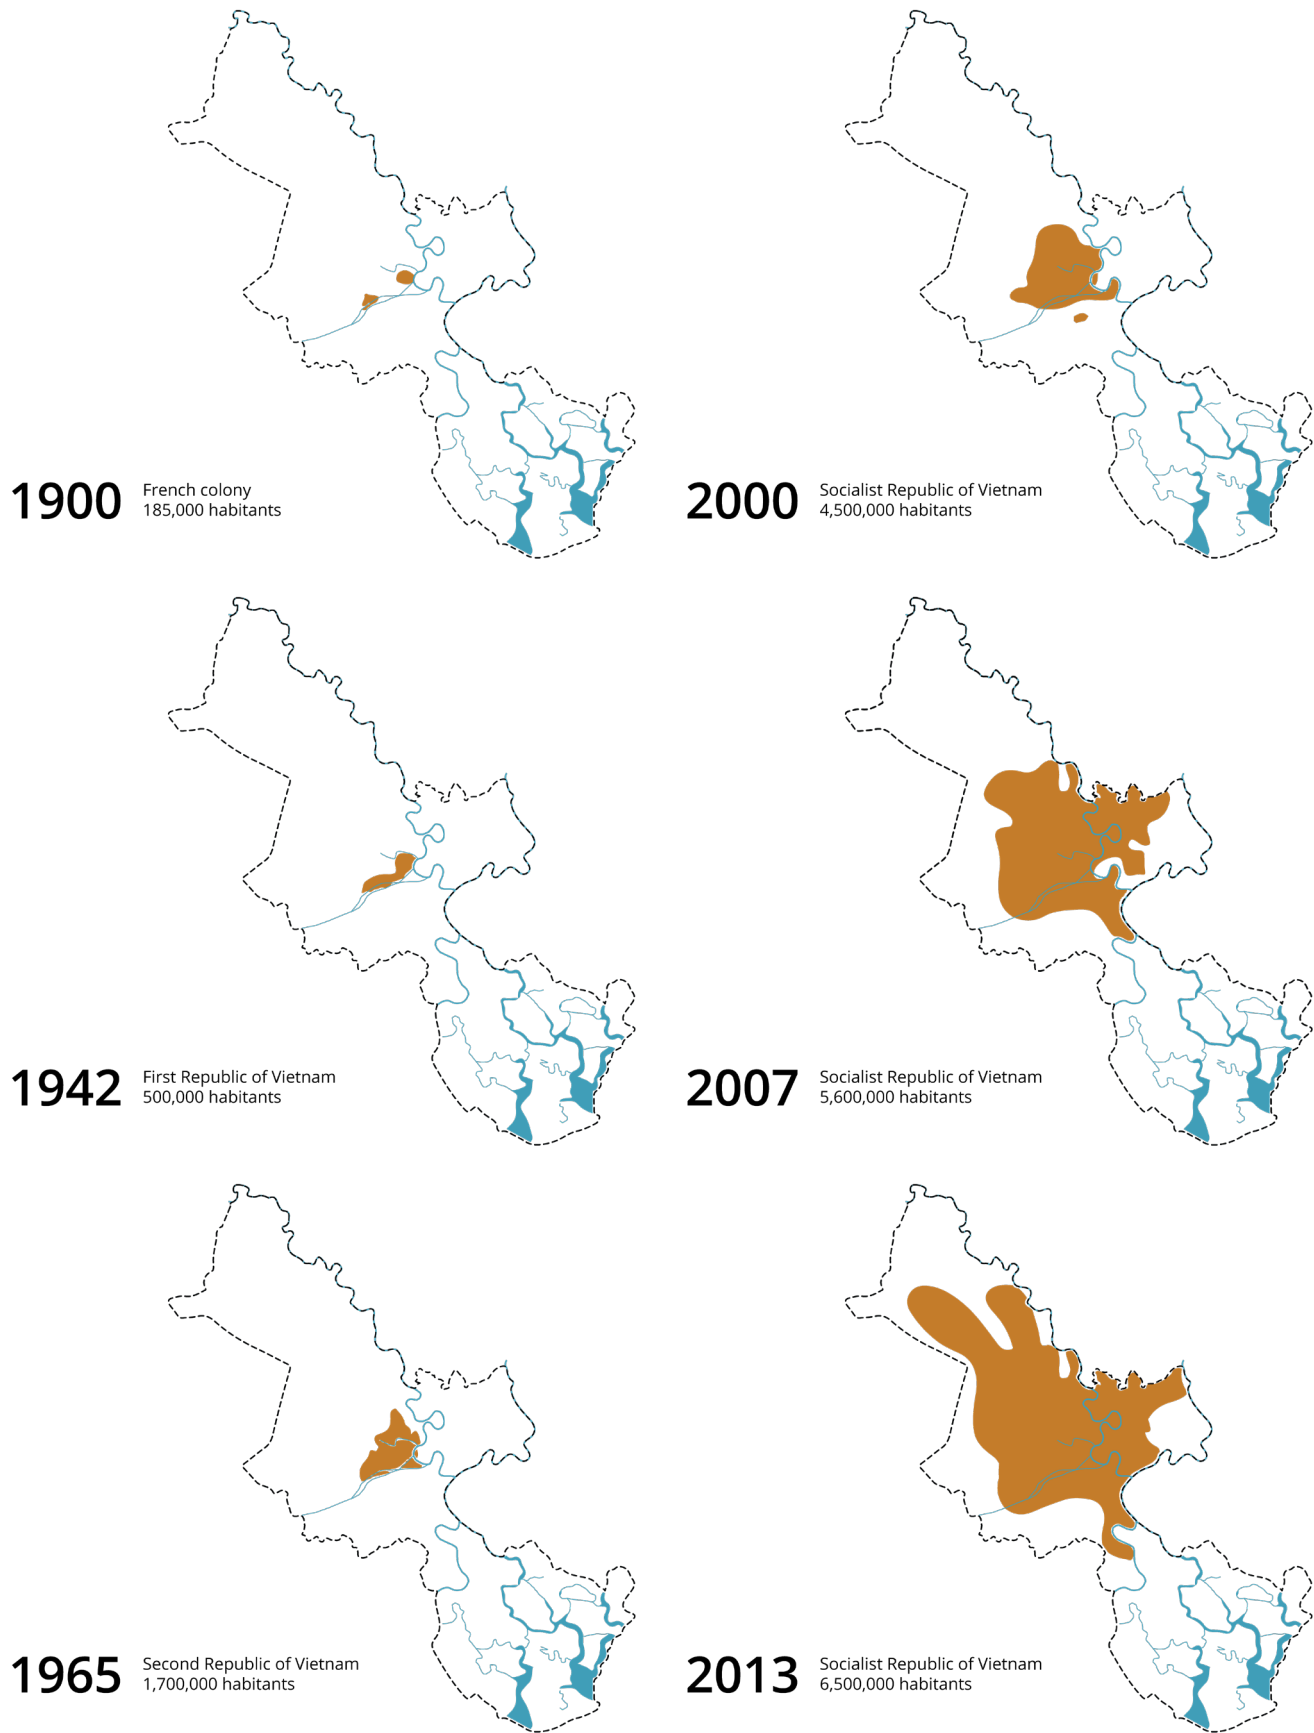 1900
French colony
185,000 habitants
2000
Socialist Republic of Vietnam
4,500,000 habitants
1942
First Republic of Vietnam
500,000 habitants
2007
Socialist Republic of Vietnam
5,600,000 habitants
1965
Second Republic of Vietnam
1,700,000 habitants
2013
Socialist Republic of Vietnam
6,500,000 habitants